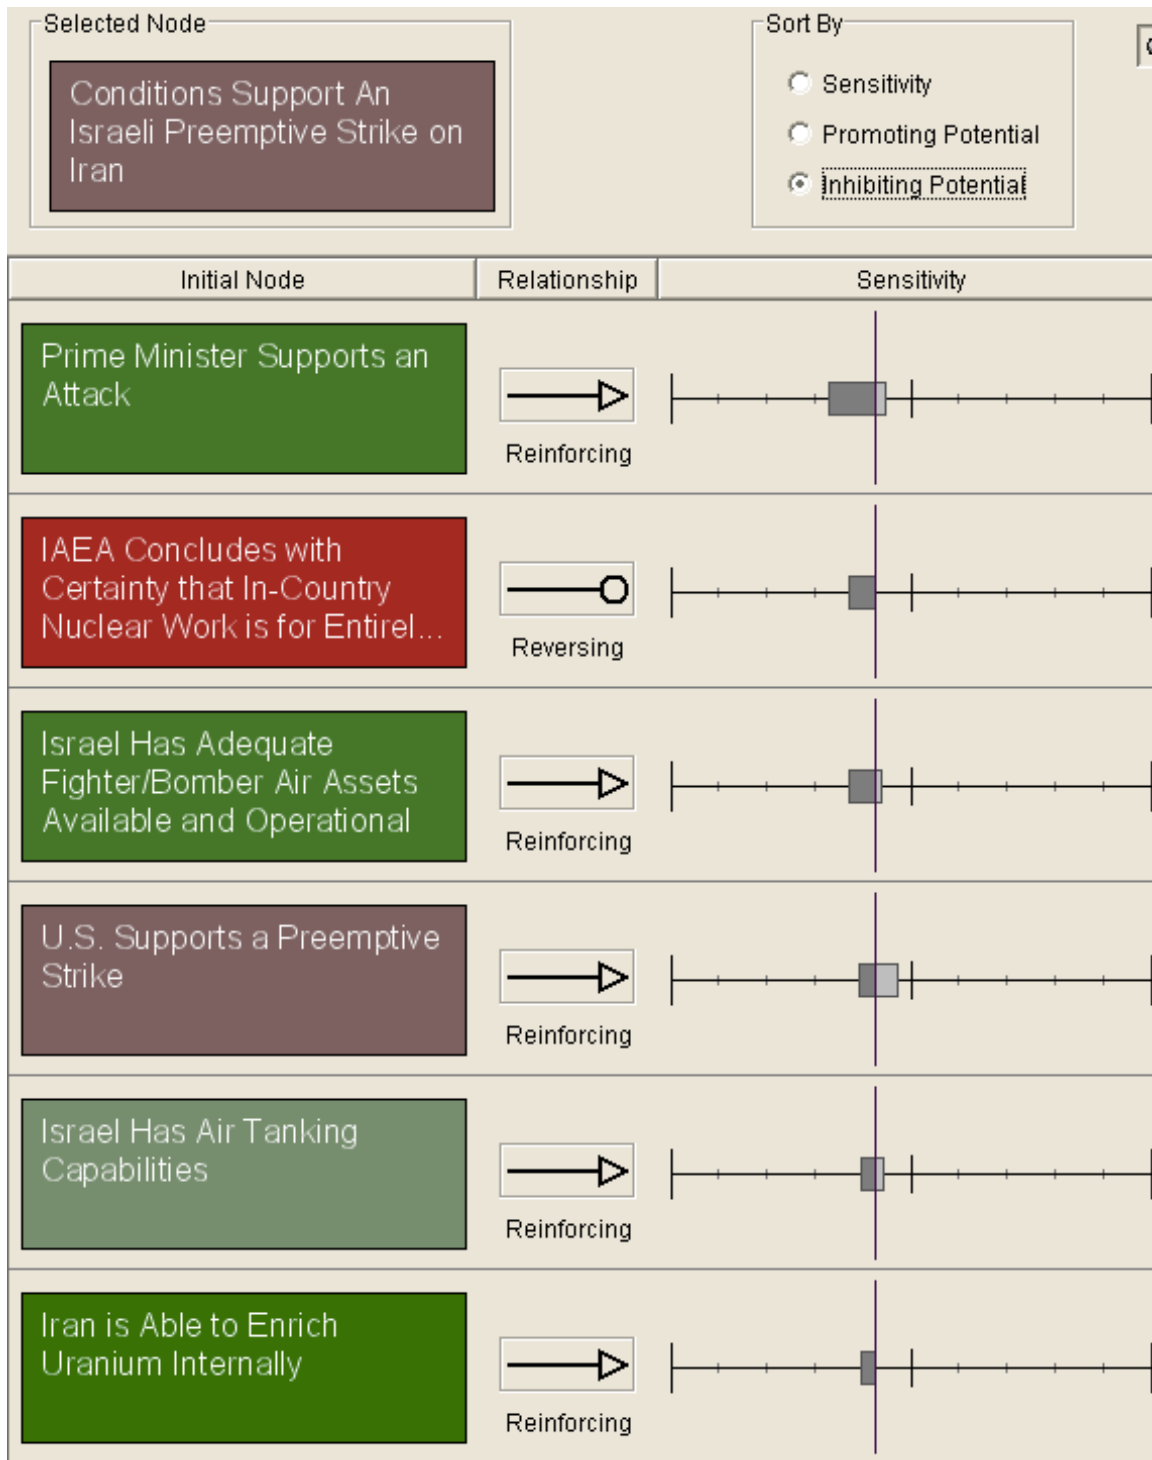 Selected Node
Sort By
Conditions Support An
Israeli Preemptive Strike on
Iran
Sensitivity
Promoting Potential
Inhibiting Potential
Initial Node
Relationship
Sensitivity
Prime Minister Supports an
Attack
Reinforcing
IAEA Concludes with
Certainty that In-Country
Nuclear Work is for Entirel...
Reversing
Israel Has Adequate
Fighter/Bomber Air Assets
Available and Operational
Reinforcing
U.S. Supports a Preemptive
Strike
Reinforcing
Israel Has Air Tanking
Capabilities
Reinforcing
Iran is Able to Enrich
Uranium Internally
Reinforcing